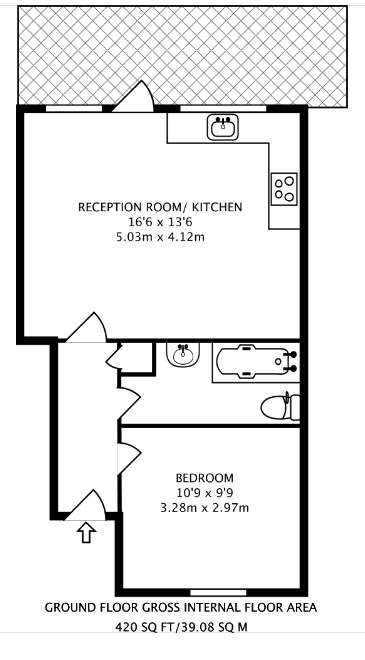 RECEPTION ROOM/ KITCHEN
16'6 x 13'6
5.03m x 4.12m
BEDROOM
10'9 x 9'9
3.28m x 2.97m
GROUND FLOOR GROSS INTERNAL FLOOR AREA
420 SQ FT/39.08 SQ M